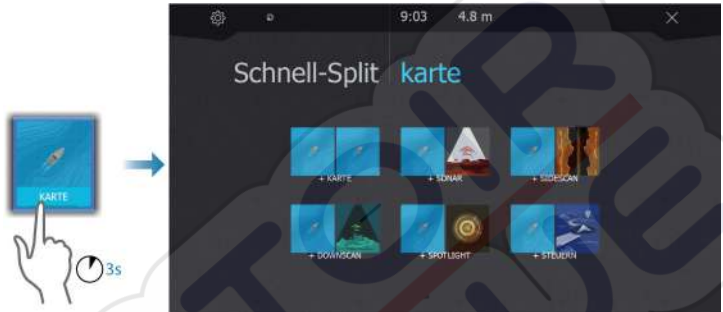 9:03 4.8 m
Schnell-Split karte
KARTE
3s
+ KARTE + SONAR + SIDESCAN
+ DOWNSCAN + SPOTLIGHT + STEUERN